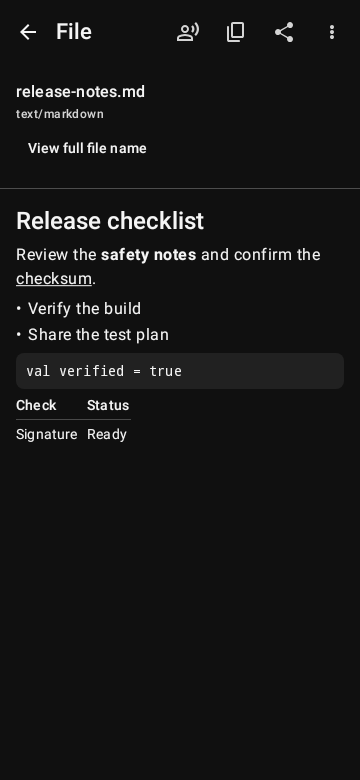 File
release-notes.md
text/markdown
View full file name
Release checklist
Review the safety notes and confirm the
checksum.
• Verify the build
• Share the test plan
val verified = true
Check Status
Signature Ready